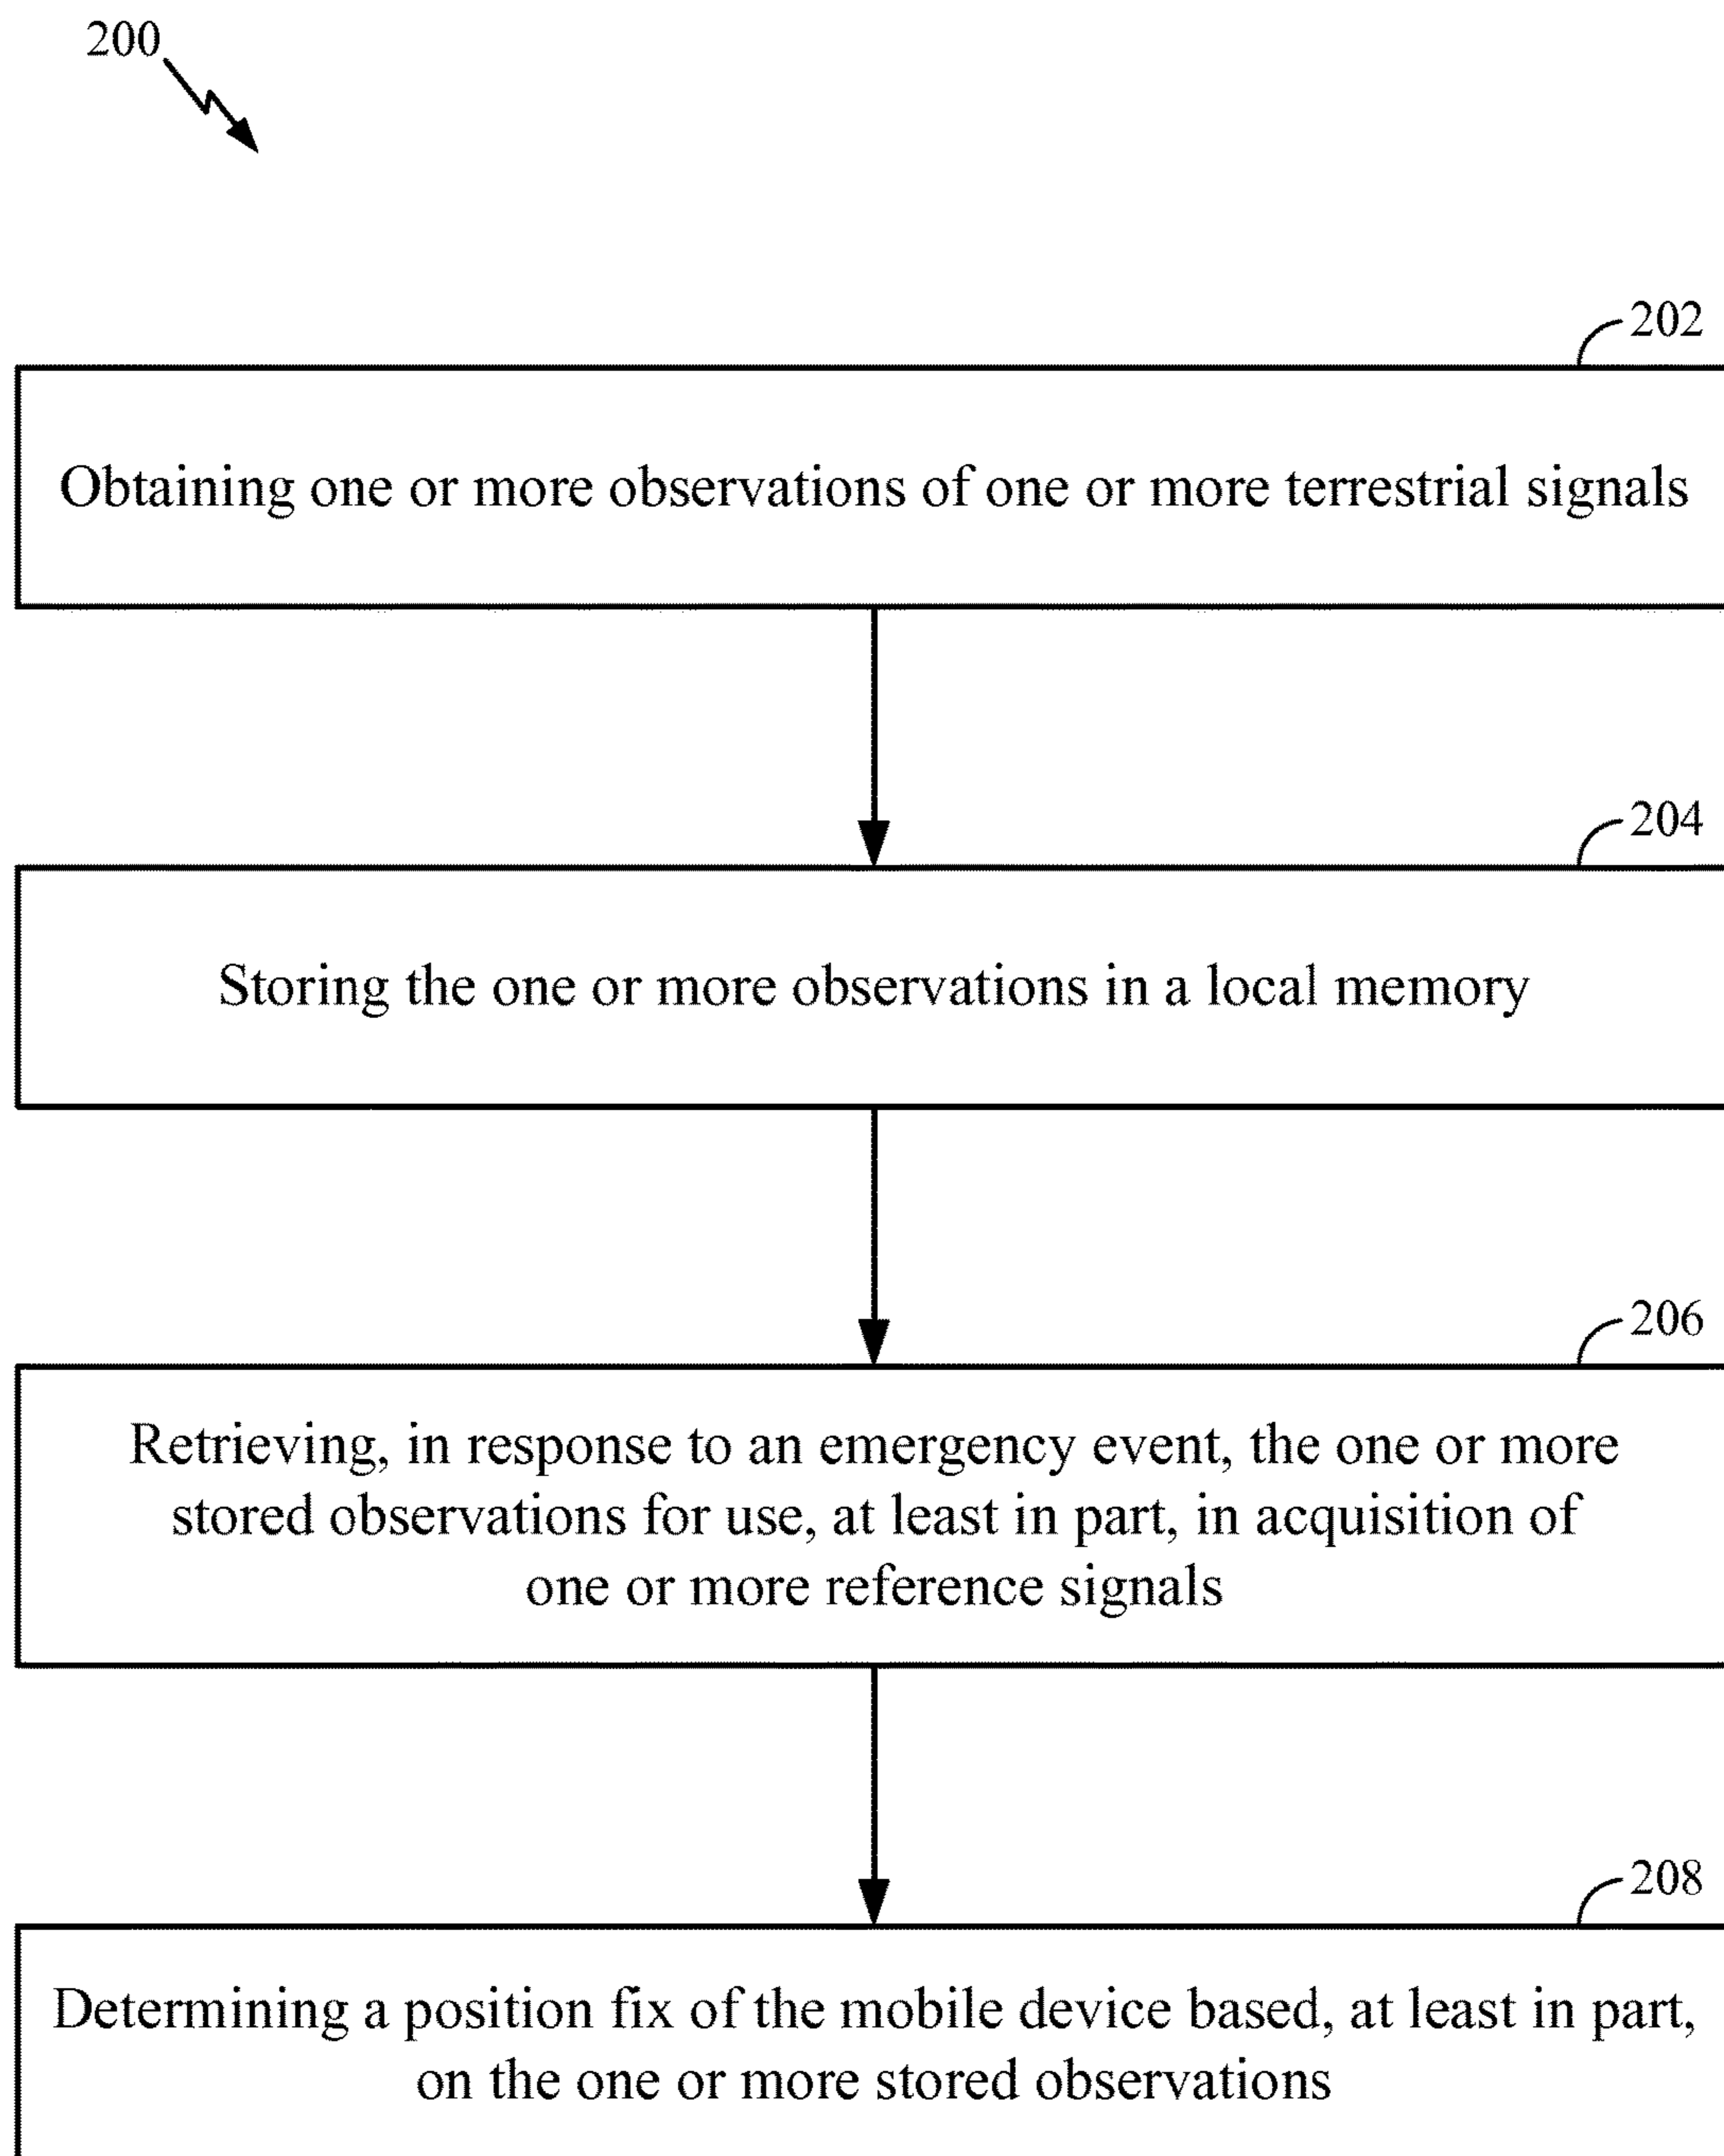 200
202
Obtaining one or more observations of one or more terrestrial signals
204
Storing the one or more observations in a local memory
206
Retrieving, in response to an emergency event, the one or more
stored observations for use, at least in part, in acquisition of
one or more reference signals
208
Determining a position fix of the mobile device based, at least in part,
on the one or more stored observations